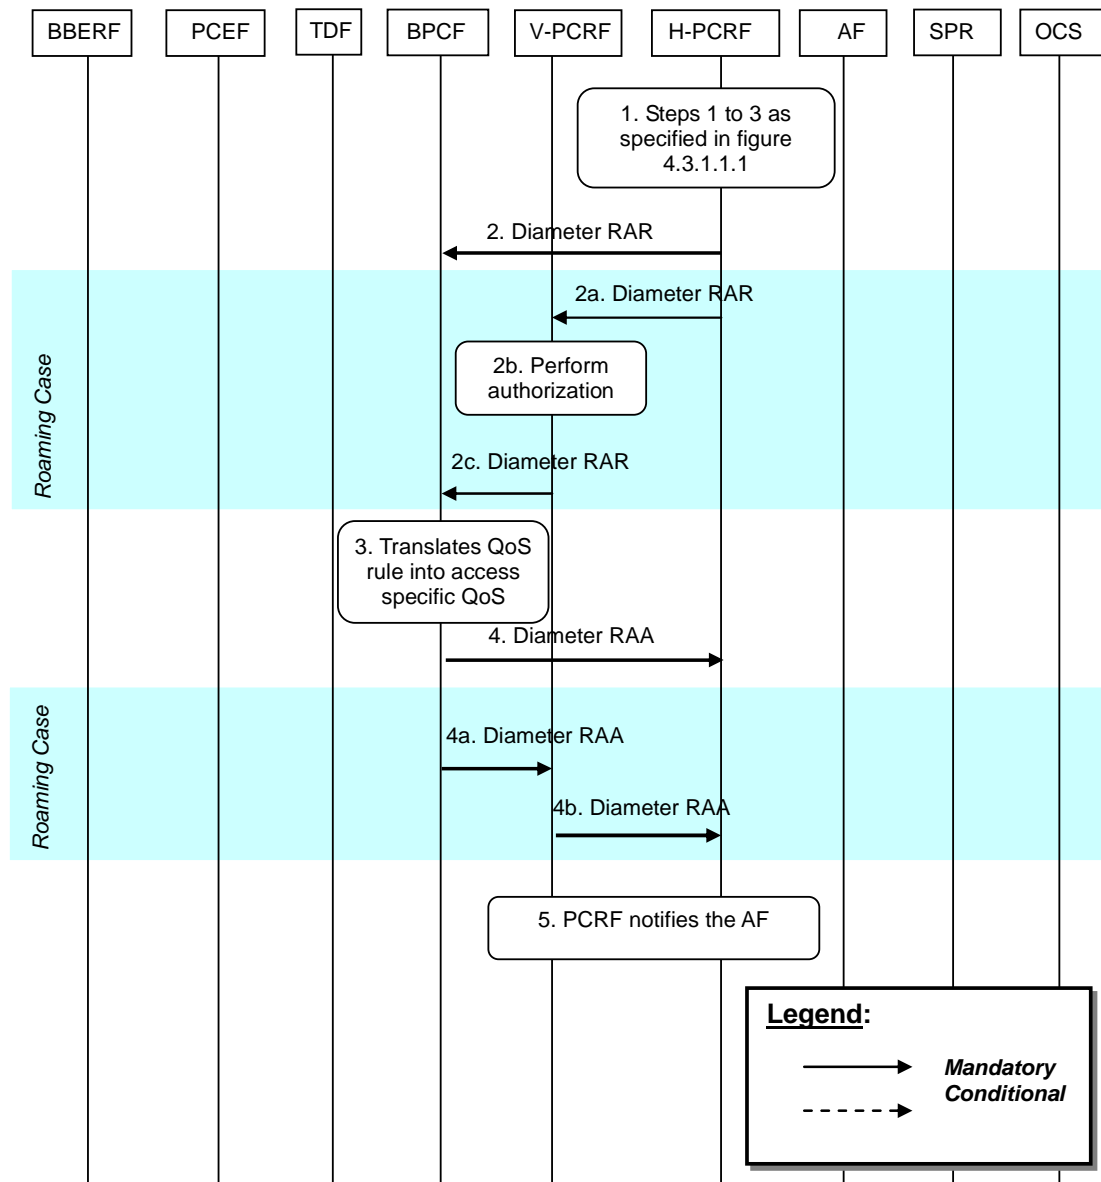 BBERF PCEF TDF BPCF V-PCRF H-PCRF AF SPR OCS
1. Steps 1 to 3 as
specified in figure
4.3.1.1.1
2. Diameter RAR
Roaming Case
2a. Diameter RAR
2b. Perform
authorization
2c. Diameter RAR
3. Translates QoS
rule into access
specific QoS
4. Diameter RAA
Roaming Case
4a. Diameter RAA
4b. Diameter RAA
5. PCRF notifies the AF
Legend:
Mandatory
Conditional